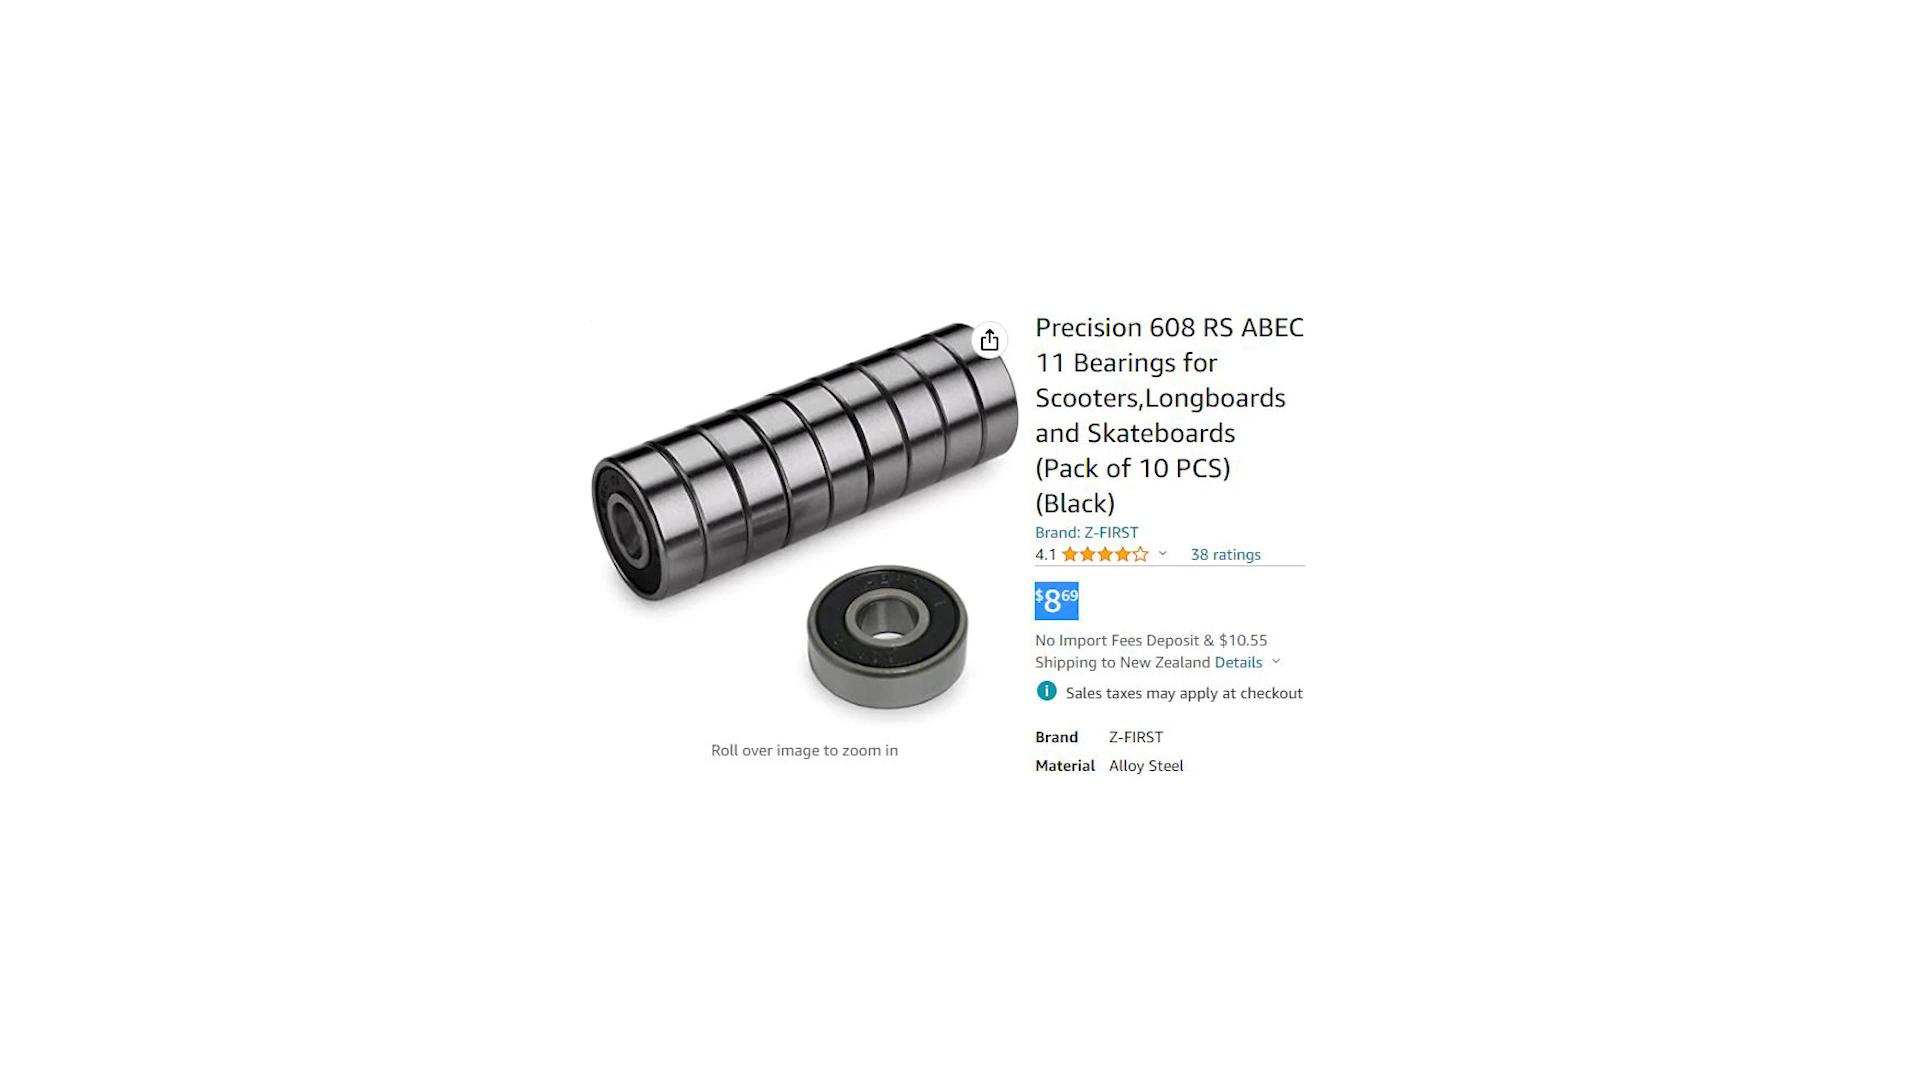 Precision 608 RS ABEC
11 Bearings for
Scooters,Longboards
and Skateboards
(Pack of 10 PCS)
(Black)
Brand: Z-FIRST
4.1 38 ratings
$869
No Import Fees Deposit & $10.55
Shipping to New Zealand Details
i Sales taxes may apply at checkout
Brand Z-FIRST
Material Alloy Steel
Roll over image to zoom in